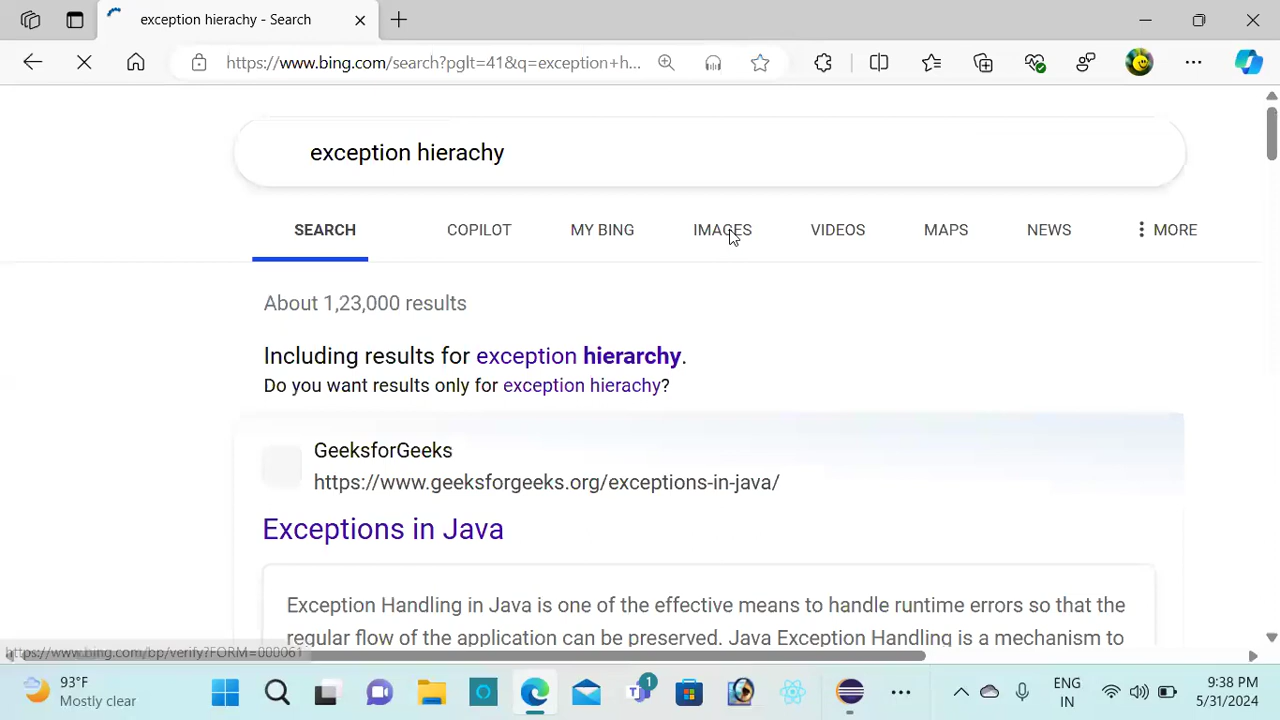 exception hierachy - Search
https://www.bing.com/search?pglt=41&q=exception+h...
exception hierachy
SEARCH COPILOT MY BING IMAGES VIDEOS MAPS NEWS MORE
About 1,23,000 results
Including results for exception hierarchy.
Do you want results only for exception hierachy?
GeeksforGeeks
https://www.geeksforgeeks.org/exceptions-in-java/
Exceptions in Java
Exception Handling in Java is one of the effective means to handle runtime errors so that the
regular flow of the application can be preserved. Java Exception Handling is a mechanism to
https://www.bing.com/bp/verify?FORM=000061
93°F
Mostly clear
1
ENG
IN
9:38 PM
5/31/2024